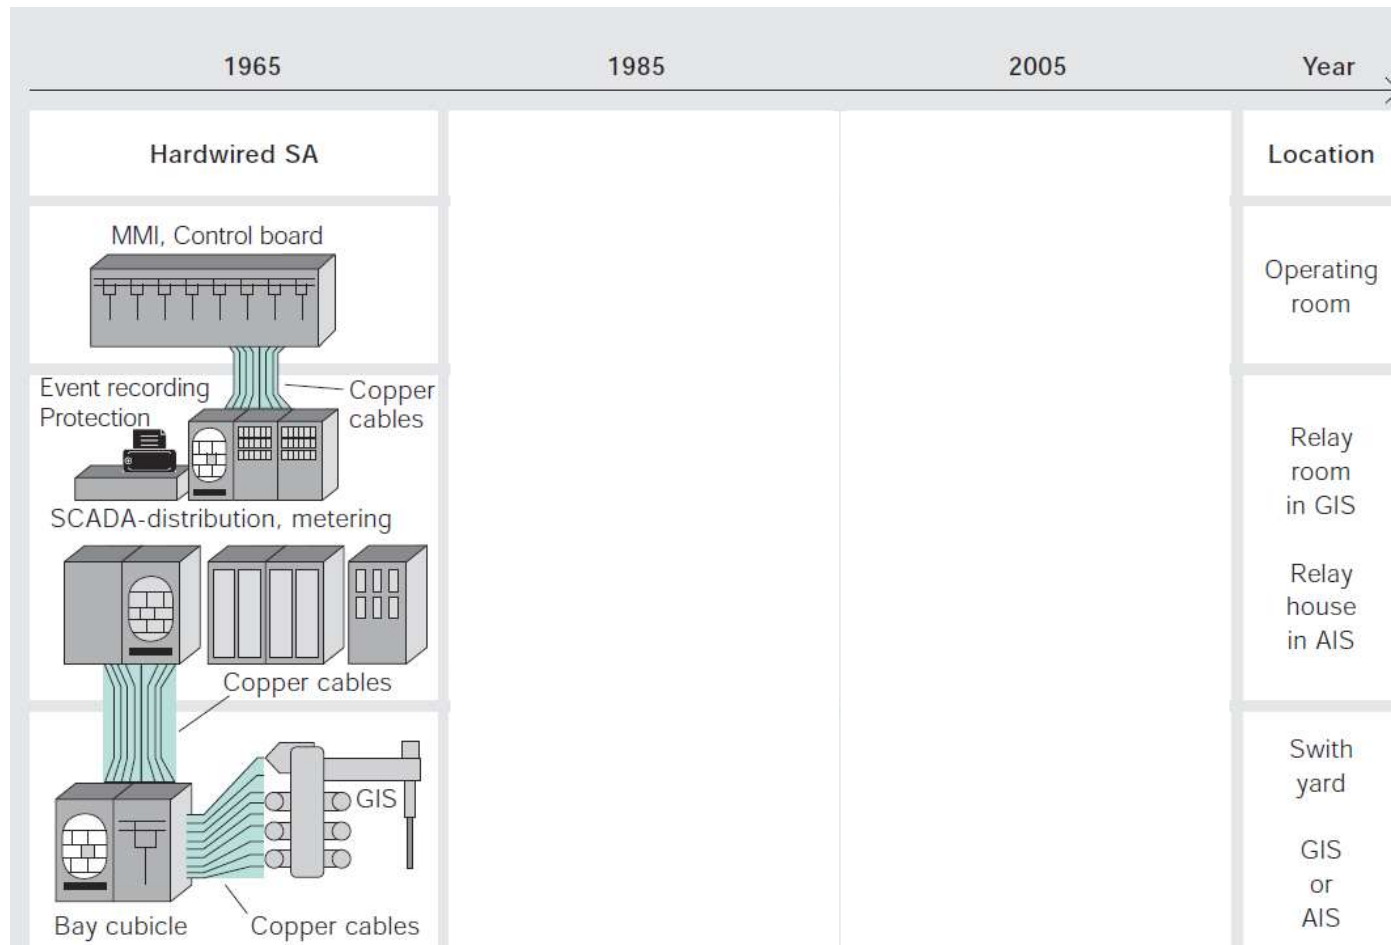 1965 1985 2005 Year
Hardwired SA Location
MMI, Control board
Operating
room
Event recording
Protection
Copper
cables
SCADA-distribution, metering
Relay
room
in GIS
Relay
house
in AIS
Copper cables
Swith
yard
GIS
GIS
or
AIS
Bay cubicle Copper cables